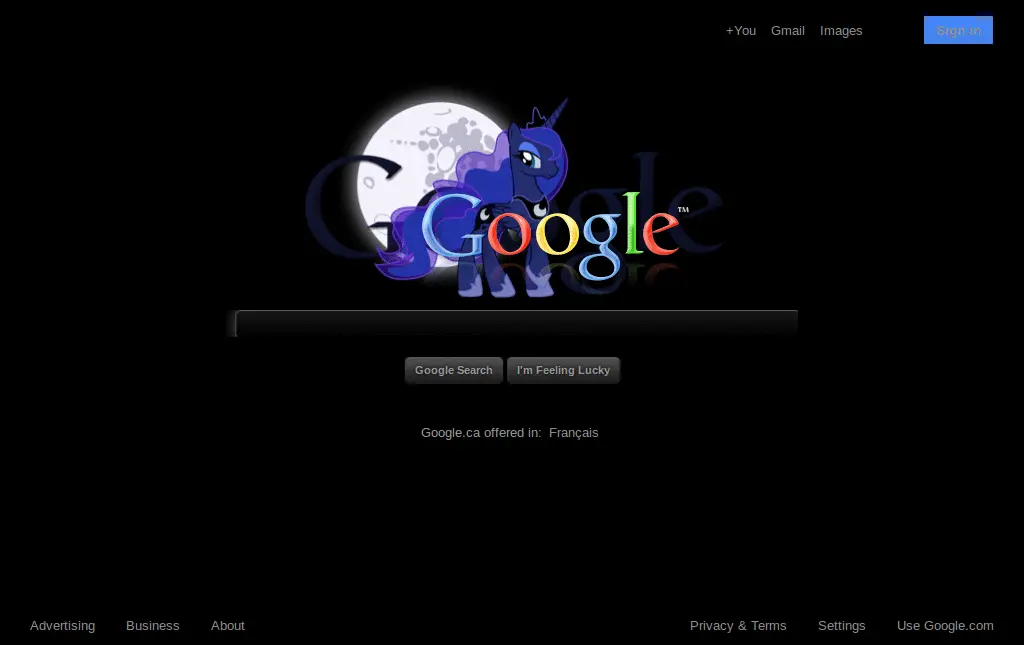 +You Gmail Images Sign in
Google
Google™
Google Search I'm Feeling Lucky
Google.ca offered in: Français
Advertising Business About Privacy & Terms Settings Use Google.com